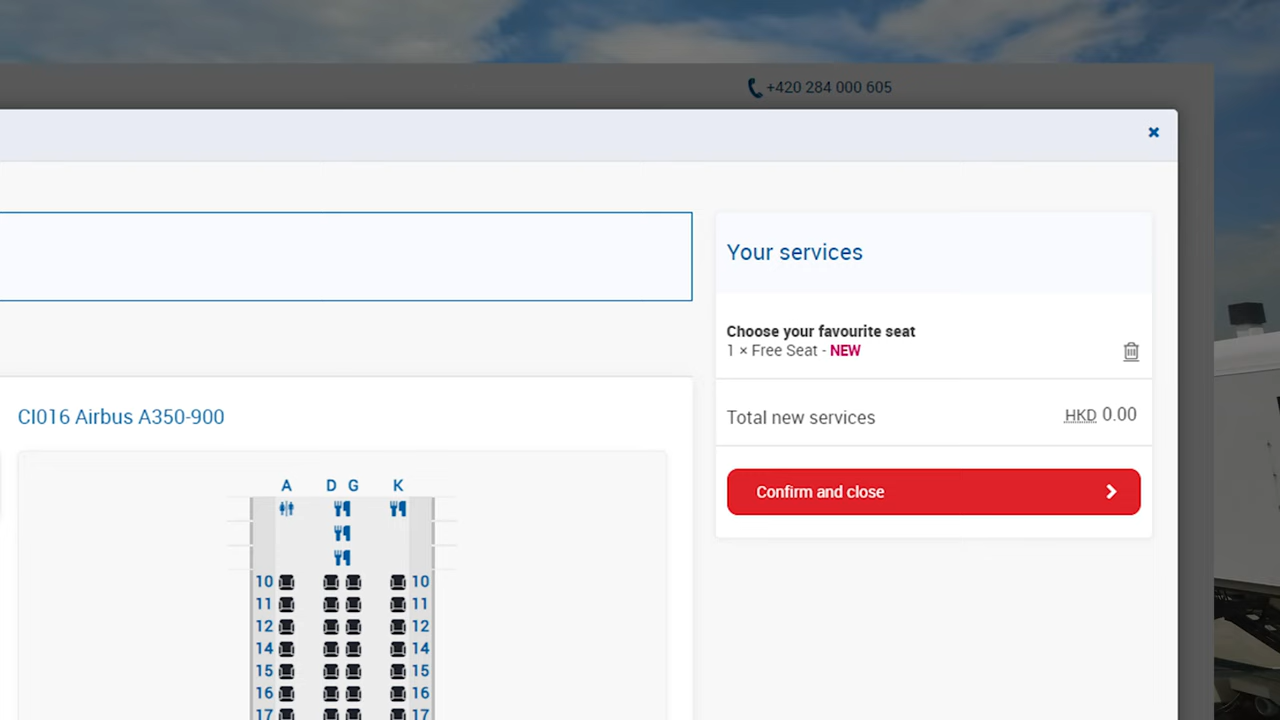 +420 284 000 605
Your services
Choose your favourite seat
1 × Free Seat - NEW
Total new services HKD 0.00
Confirm and close
CI016 Airbus A350-900
A D G K
10 10
11 11
12 12
14 14
15 15
16 16
17 17